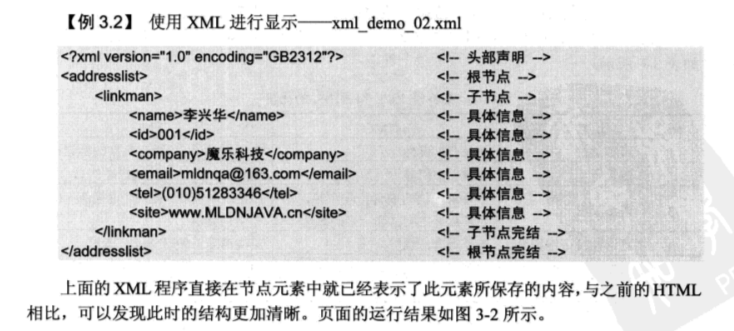 【例 3.2】 使用 XML 进行显示——xml_demo_02.xml
<?xml version="1.0" encoding="GB2312"?> <!-- 头部声明 -->
<addresslist> <!-- 根节点 -->
<linkman> <!-- 子节点 -->
<name>李兴华</name> <!-- 具体信息 -->
<id>001</id> <!-- 具体信息 -->
<company>魔乐科技</company> <!-- 具体信息 -->
<email>mldnqa@163.com</email> <!-- 具体信息 -->
<tel>(010)51283346</tel> <!-- 具体信息 -->
<site>www.MLDNJAVA.cn</site> <!-- 具体信息 -->
</linkman> <!-- 子节点完结 -->
</addresslist> <!-- 根节点完结 -->
上面的 XML 程序直接在节点元素中就已经表示了此元素所保存的内容，与之前的 HTML
相比，可以发现此时的结构更加清晰。页面的运行结果如图 3-2 所示。